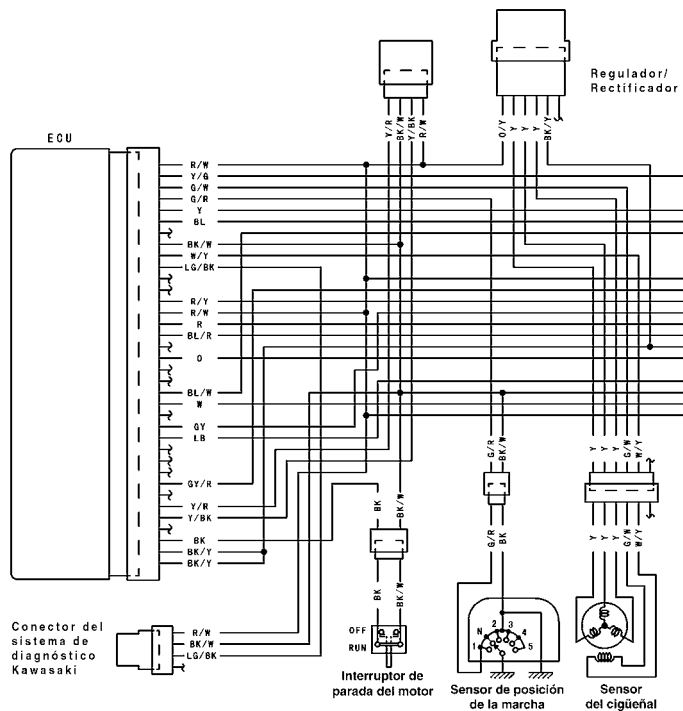 Regulador/
Rectificador
Y/R
BK/W
Y/BK
R/W
O/Y
Y
Y
Y
BK/Y
ECU
R/W
Y/G
G/W
G/R
Y
BL
BK/W
W/Y
LG/BK
R/Y
R/W
R
BL/R
O
BL/W
W
GY
LB
GY/R
Y/R
Y/BK
BK
BK/Y
BK/Y
G/R
BK/W
Y
Y
Y
G/W
W/Y
BK
BK/W
G/R
BK
Y
Y
Y
G/W
W/Y
BK
BK/W
Conector del
sistema de
diagnóstico
Kawasaki
R/W
BK/W
LG/BK
OFF
RUN
N
1
2
3
4
5
Interruptor de
parada del motor
Sensor de posición
de la marcha
Sensor
del cigüeñal